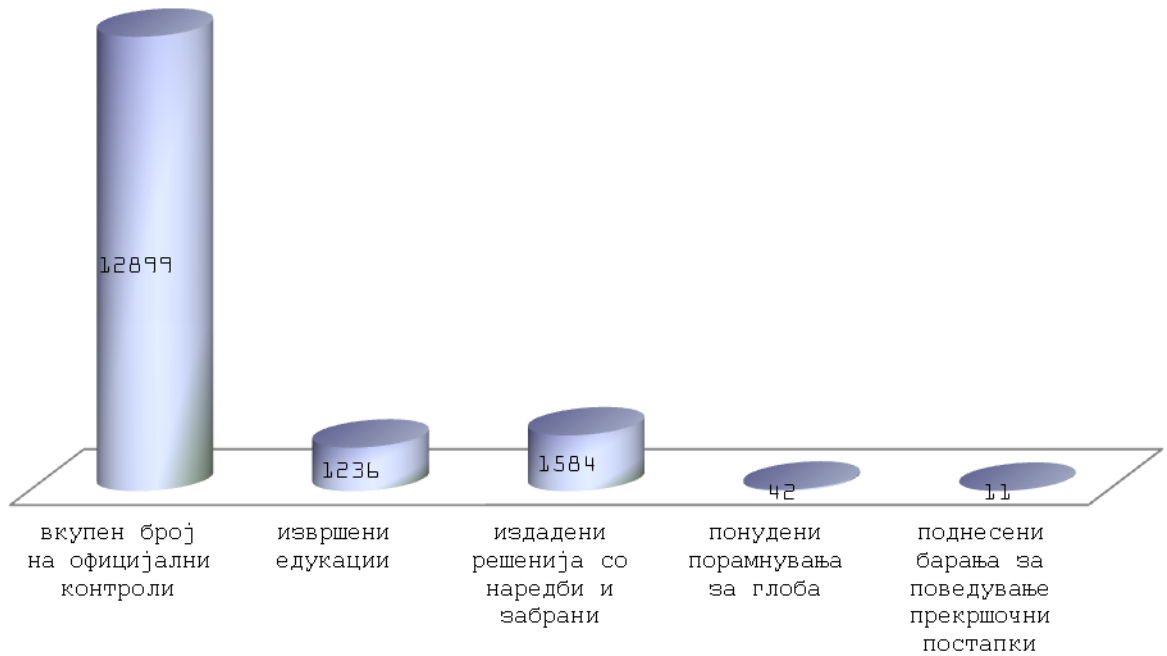 12899
1236
1584
42
11
вкупен број
на официјални
контроли
извршени
едукации
издадени
решенија со
наредби и
забрани
понудени
порамнувања
за глоба
поднесени
барања за
поведување
прекршочни
постапки